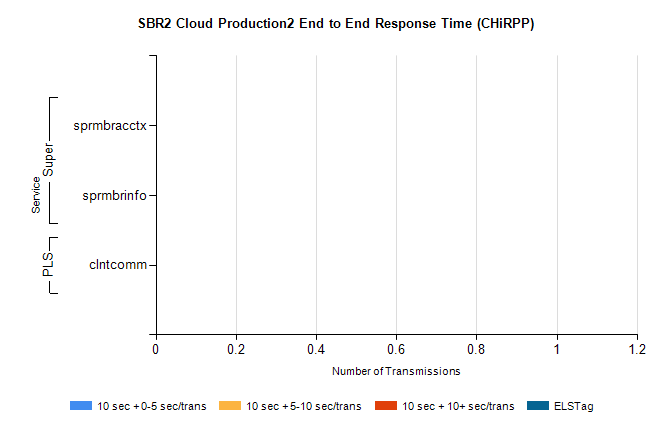 SBR2 Cloud Production2 End to End Response Time (CHiRPP)
Service
Super
sprmbracctx
sprmbrinfo
PLS
clntcomm
0 0.2 0.4 0.6 0.8 1 1.2
Number of Transmissions
10 sec +0-5 sec/trans 10 sec +5-10 sec/trans 10 sec + 10+ sec/trans ELSTag